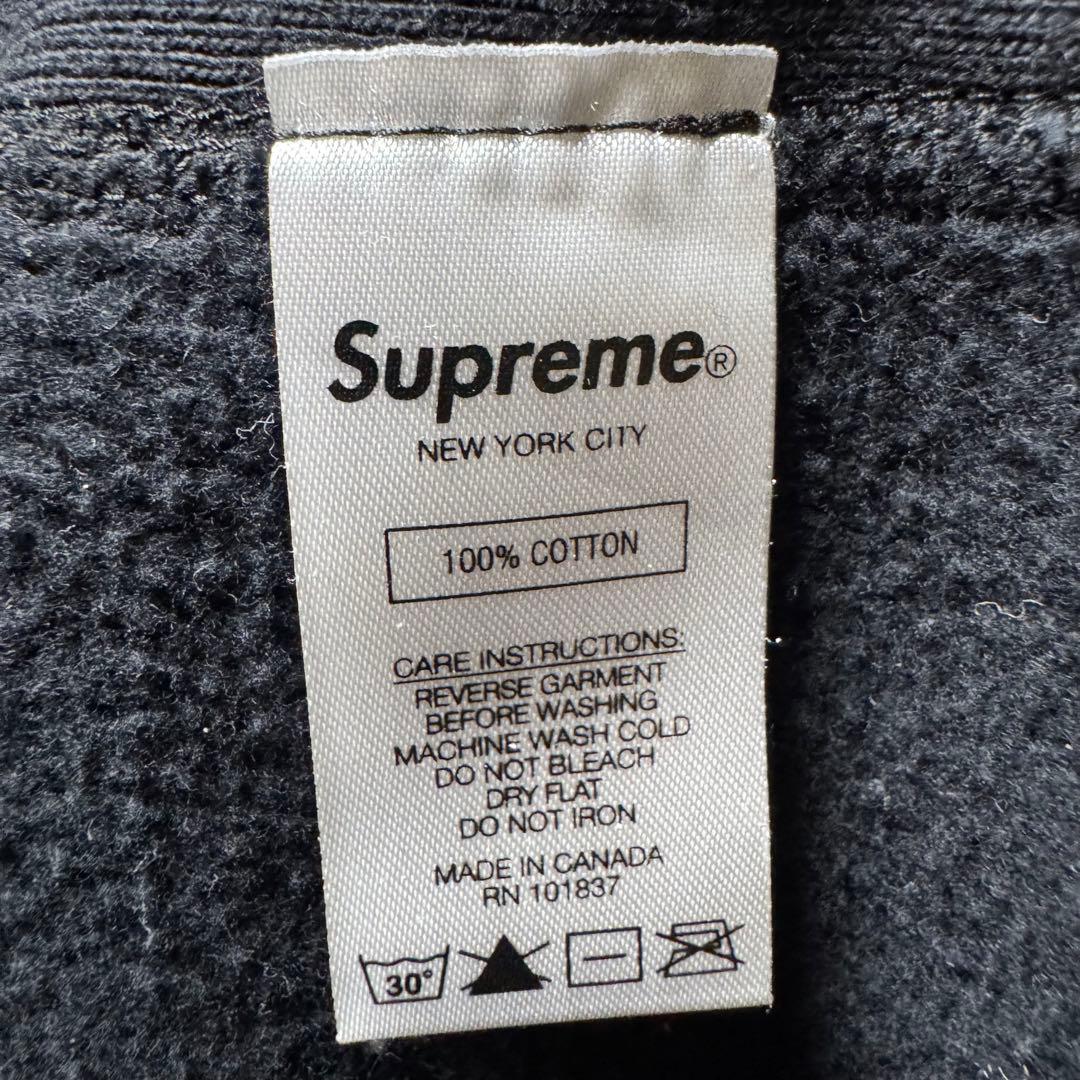 Supreme®
NEW YORK CITY
100% COTTON
CARE INSTRUCTIONS:
REVERSE GARMENT
BEFORE WASHING
MACHINE WASH COLD
DO NOT BLEACH
DRY FLAT
DO NOT IRON
MADE IN CANADA
RN 101837
30°